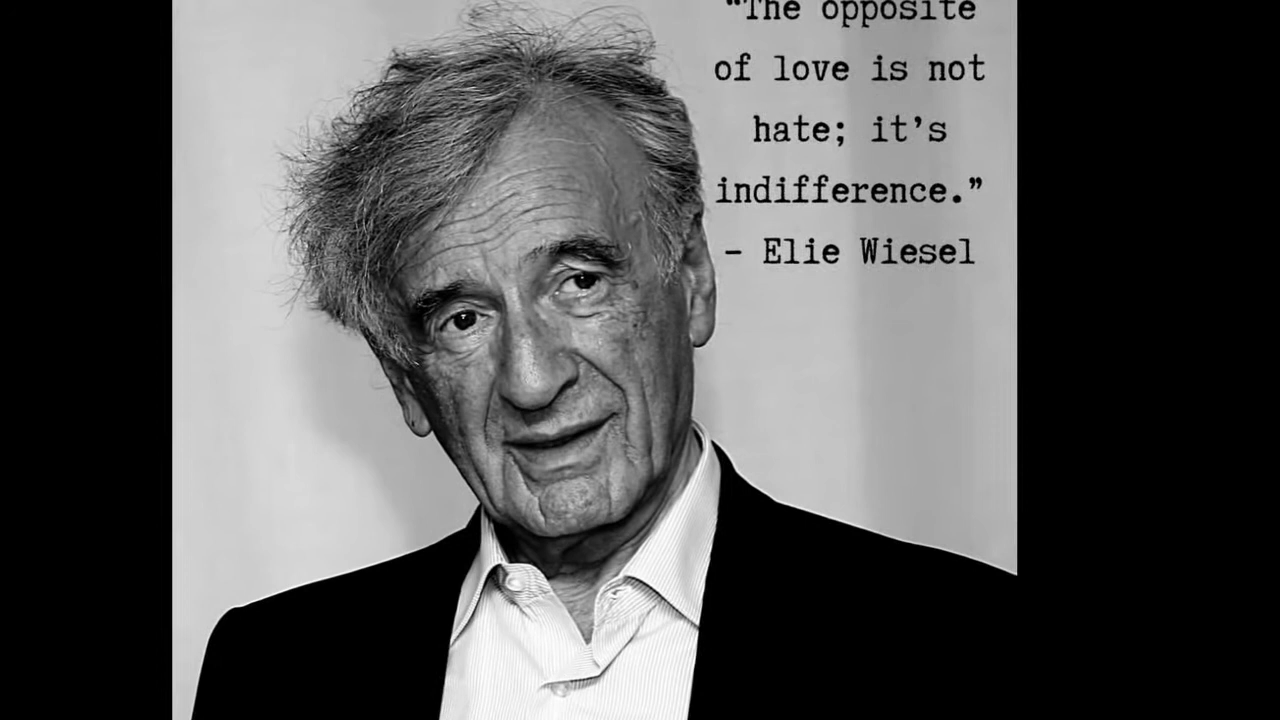 “The opposite
of love is not
hate; it’s
indifference.”
– Elie Wiesel